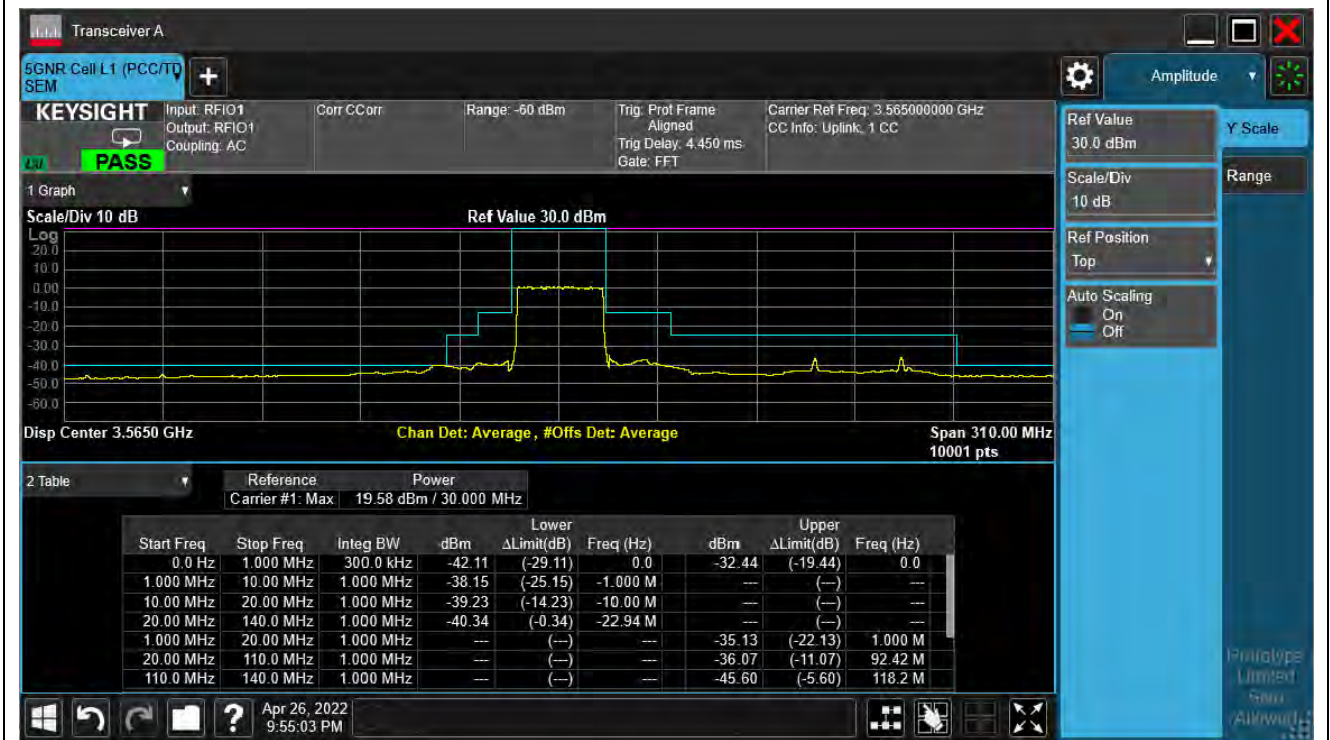 Transceiver A
5GNR Cell L1 (PCC/TD
SEM
+
Amplitude
KEYSIGHT
PASS
Input: RFIO1
Output: RFIO1
Coupling: AC
Corr CCorr
Range: -60 dBm
Trig: Prot Frame
Aligned
Trig Delay: 4.450 ms
Gate: FFT
Carrier Ref Freq: 3.565000000 GHz
CC Info: Uplink, 1 CC
Ref Value
30.0 dBm
Y Scale
Scale/Div
10 dB
Range
Ref Position
Top
Auto Scaling
On
Off
1 Graph
Scale/Div 10 dB
Ref Value 30.0 dBm
Log
20.0
10.0
0.00
-10.0
-20.0
-30.0
-40.0
-50.0
-60.0
Disp Center 3.5650 GHz
Chan Det: Average , #Offs Det: Average
Span 310.00 MHz
10001 pts
2 Table
Reference Power
Carrier #1: Max 19.58 dBm / 30.000 MHz
Lower Upper
Start Freq Stop Freq Integ BW dBm ΔLimit(dB) Freq (Hz) dBm ΔLimit(dB) Freq (Hz)
0.0 Hz 1.000 MHz 300.0 kHz -42.11 (-29.11) 0.0 -32.44 (-19.44) 0.0
1.000 MHz 10.00 MHz 1.000 MHz -38.15 (-25.15) -1.000 M --- (---) ---
10.00 MHz 20.00 MHz 1.000 MHz -39.23 (-14.23) -10.00 M --- (---) ---
20.00 MHz 140.0 MHz 1.000 MHz -40.34 (-0.34) -22.94 M --- (---) ---
1.000 MHz 20.00 MHz 1.000 MHz --- (---) --- -35.13 (-22.13) 1.000 M
20.00 MHz 110.0 MHz 1.000 MHz --- (---) --- -36.07 (-11.07) 92.42 M
110.0 MHz 140.0 MHz 1.000 MHz --- (---) --- -45.60 (-5.60) 118.2 M
?
Apr 26, 2022
9:55:03 PM